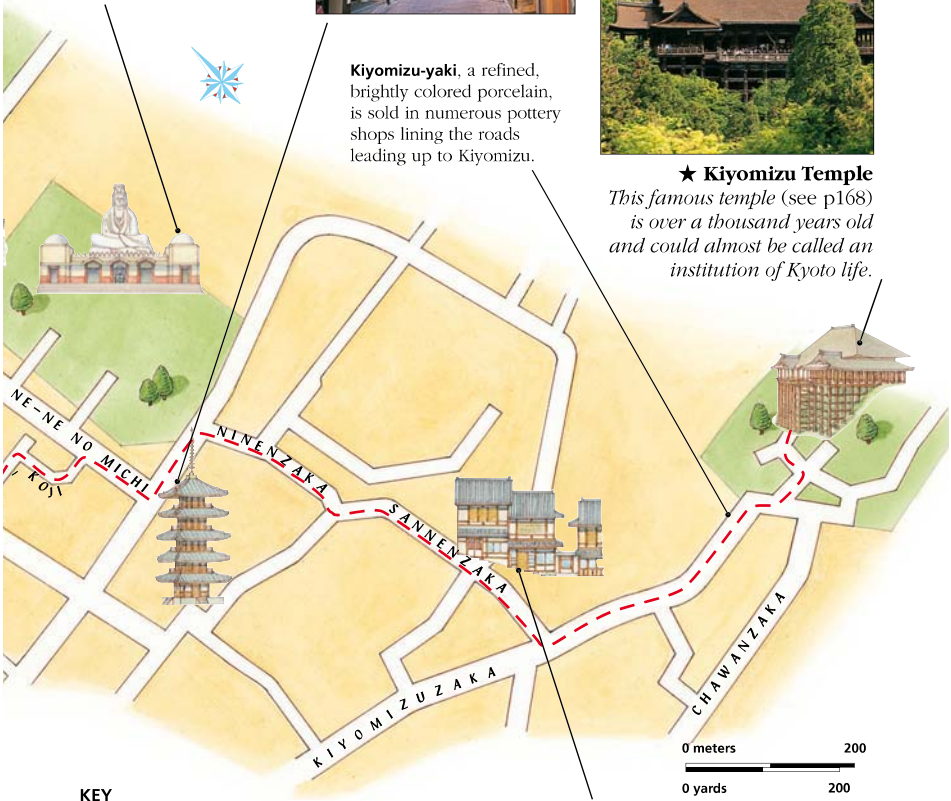 Kiyomizu-yaki, a refined,
brightly colored porcelain,
is sold in numerous pottery
shops lining the roads
leading up to Kiyomizu.
★ Kiyomizu Temple
This famous temple (see p168)
is over a thousand years old
and could almost be called an
institution of Kyoto life.
NE-NE NO MICHI
NINENZAKA
SANNENZAKA
KIYOMIZUZAKA
CHAWANZAKA
0 meters 200
0 yards 200
KEY